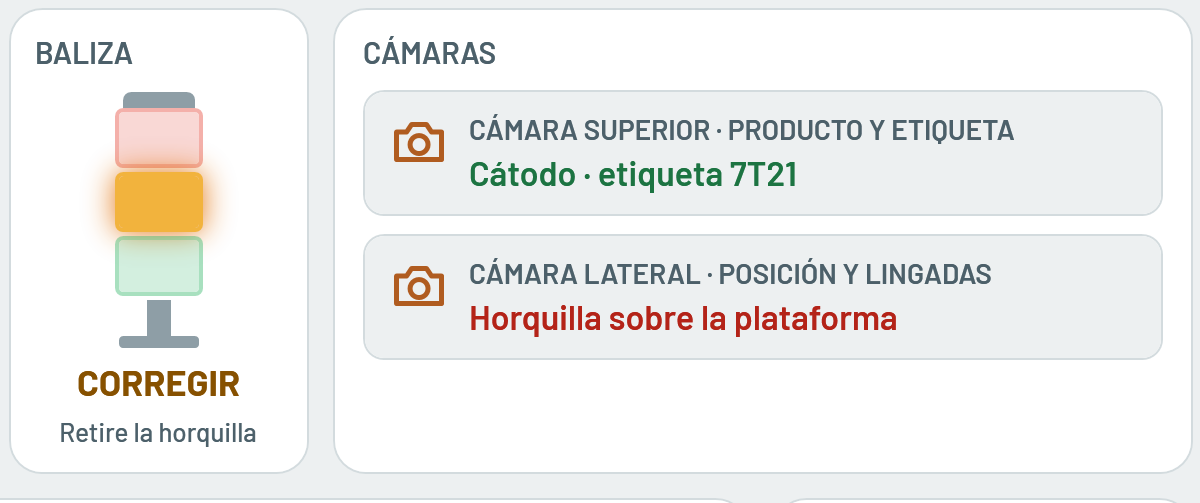 BALIZA
CORREGIR
Retire la horquilla
CÁMARAS
CÁMARA SUPERIOR · PRODUCTO Y ETIQUETA
Cátodo · etiqueta 7T21
CÁMARA LATERAL · POSICIÓN Y LINGADAS
Horquilla sobre la plataforma